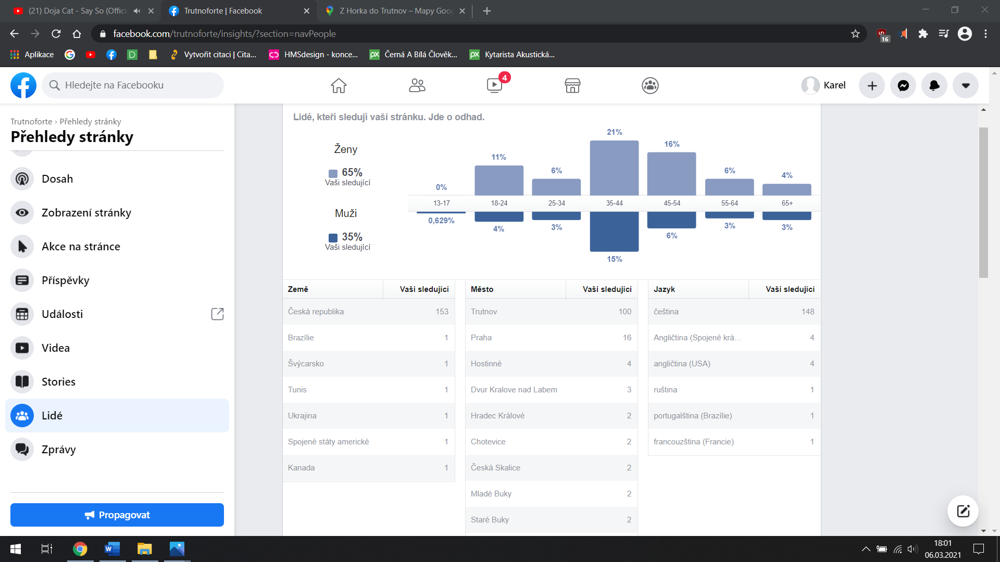 (21) Doja Cat - Say So (Offici
Trutnoforte | Facebook
Z Horka do Trutnov – Mapy Goog
facebook.com/trutnoforte/insights/?section=navPeople
16
Aplikace
Vytvořit citaci | Cita...
HMSdesign - konce...
Černá A Bílá Člověk...
Kytarista Akustická...
Hledejte na Facebooku
4
Karel
Trutnoforte › Přehledy stránky
Přehledy stránky
Dosah
Zobrazení stránky
Akce na stránce
Příspěvky
Události
Videa
Stories
Lidé
Zprávy
Propagovat
Lidé, kteří sledují vaši stránku. Jde o odhad.
Ženy
65%
Vaši sledující
0% 11% 6% 21% 16% 6% 4%
13-17 18-24 25-34 35-44 45-54 55-64 65+
Muži
35%
Vaši sledující
0,629% 4% 3% 15% 6% 3% 3%
Země Vaši sledující
Česká republika 153
Brazílie 1
Švýcarsko 1
Tunis 1
Ukrajina 1
Spojené státy americké 1
Kanada 1
Město Vaši sledující
Trutnov 100
Praha 16
Hostinné 4
Dvur Kralove nad Labem 3
Hradec Králové 2
Chotevice 2
Česká Skalice 2
Mladé Buky 2
Staré Buky 2
Jazyk Vaši sledující
čeština 148
Angličtina (Spojené krá... 4
angličtina (USA) 4
ruština 1
portugalština (Brazílie) 1
francouzština (Francie) 1
18:01
06.03.2021